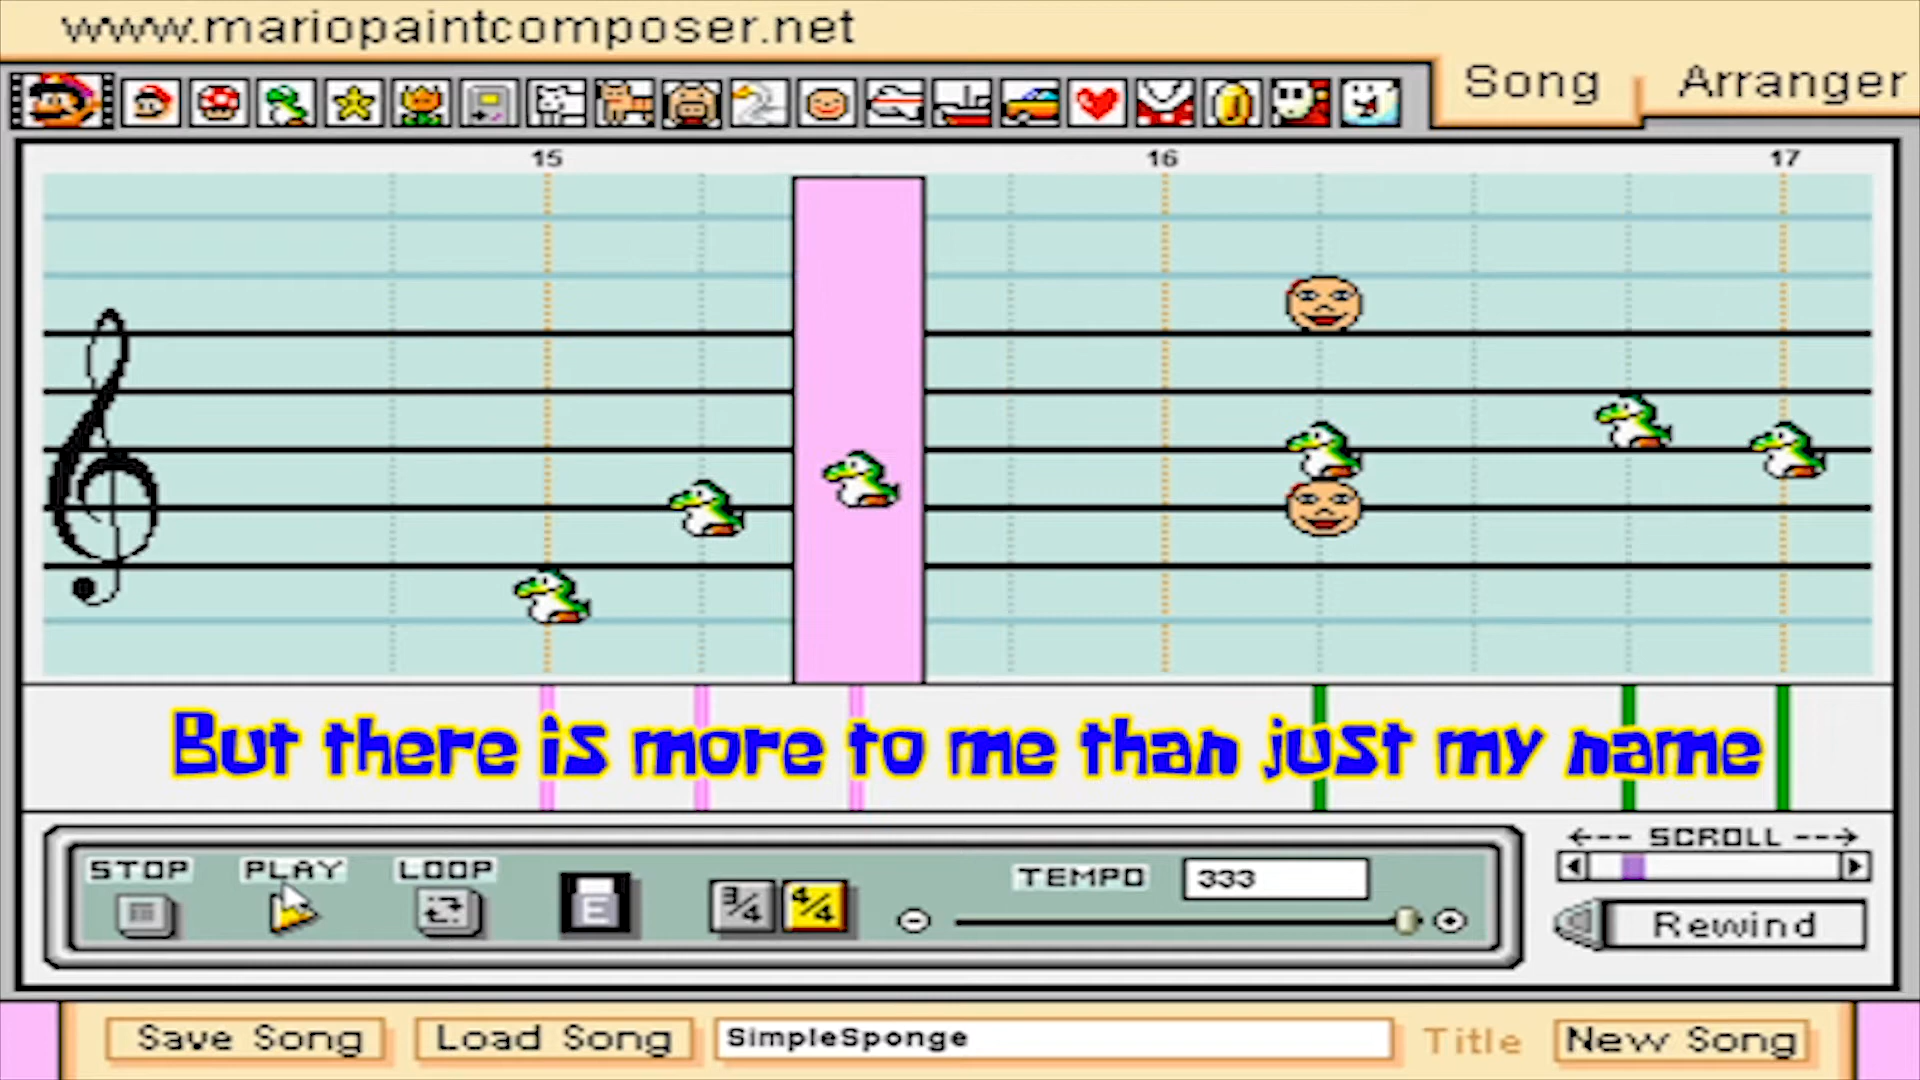 www.mariopaintcomposer.net
Song Arranger
15 16 17
But there is more to me than just my name
STOP PLAY LOOP
E
3/4 4/4
TEMPO 333
<--- SCROLL --->
Rewind
Save Song Load Song SimpleSponge Title New Song